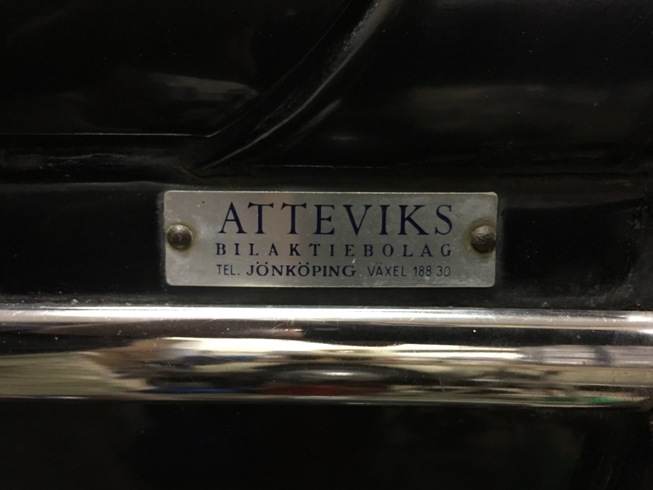 ATTEVIKS
BILAKTIEBOLAG
TEL. JÖNKÖPING VÄXEL 188 30